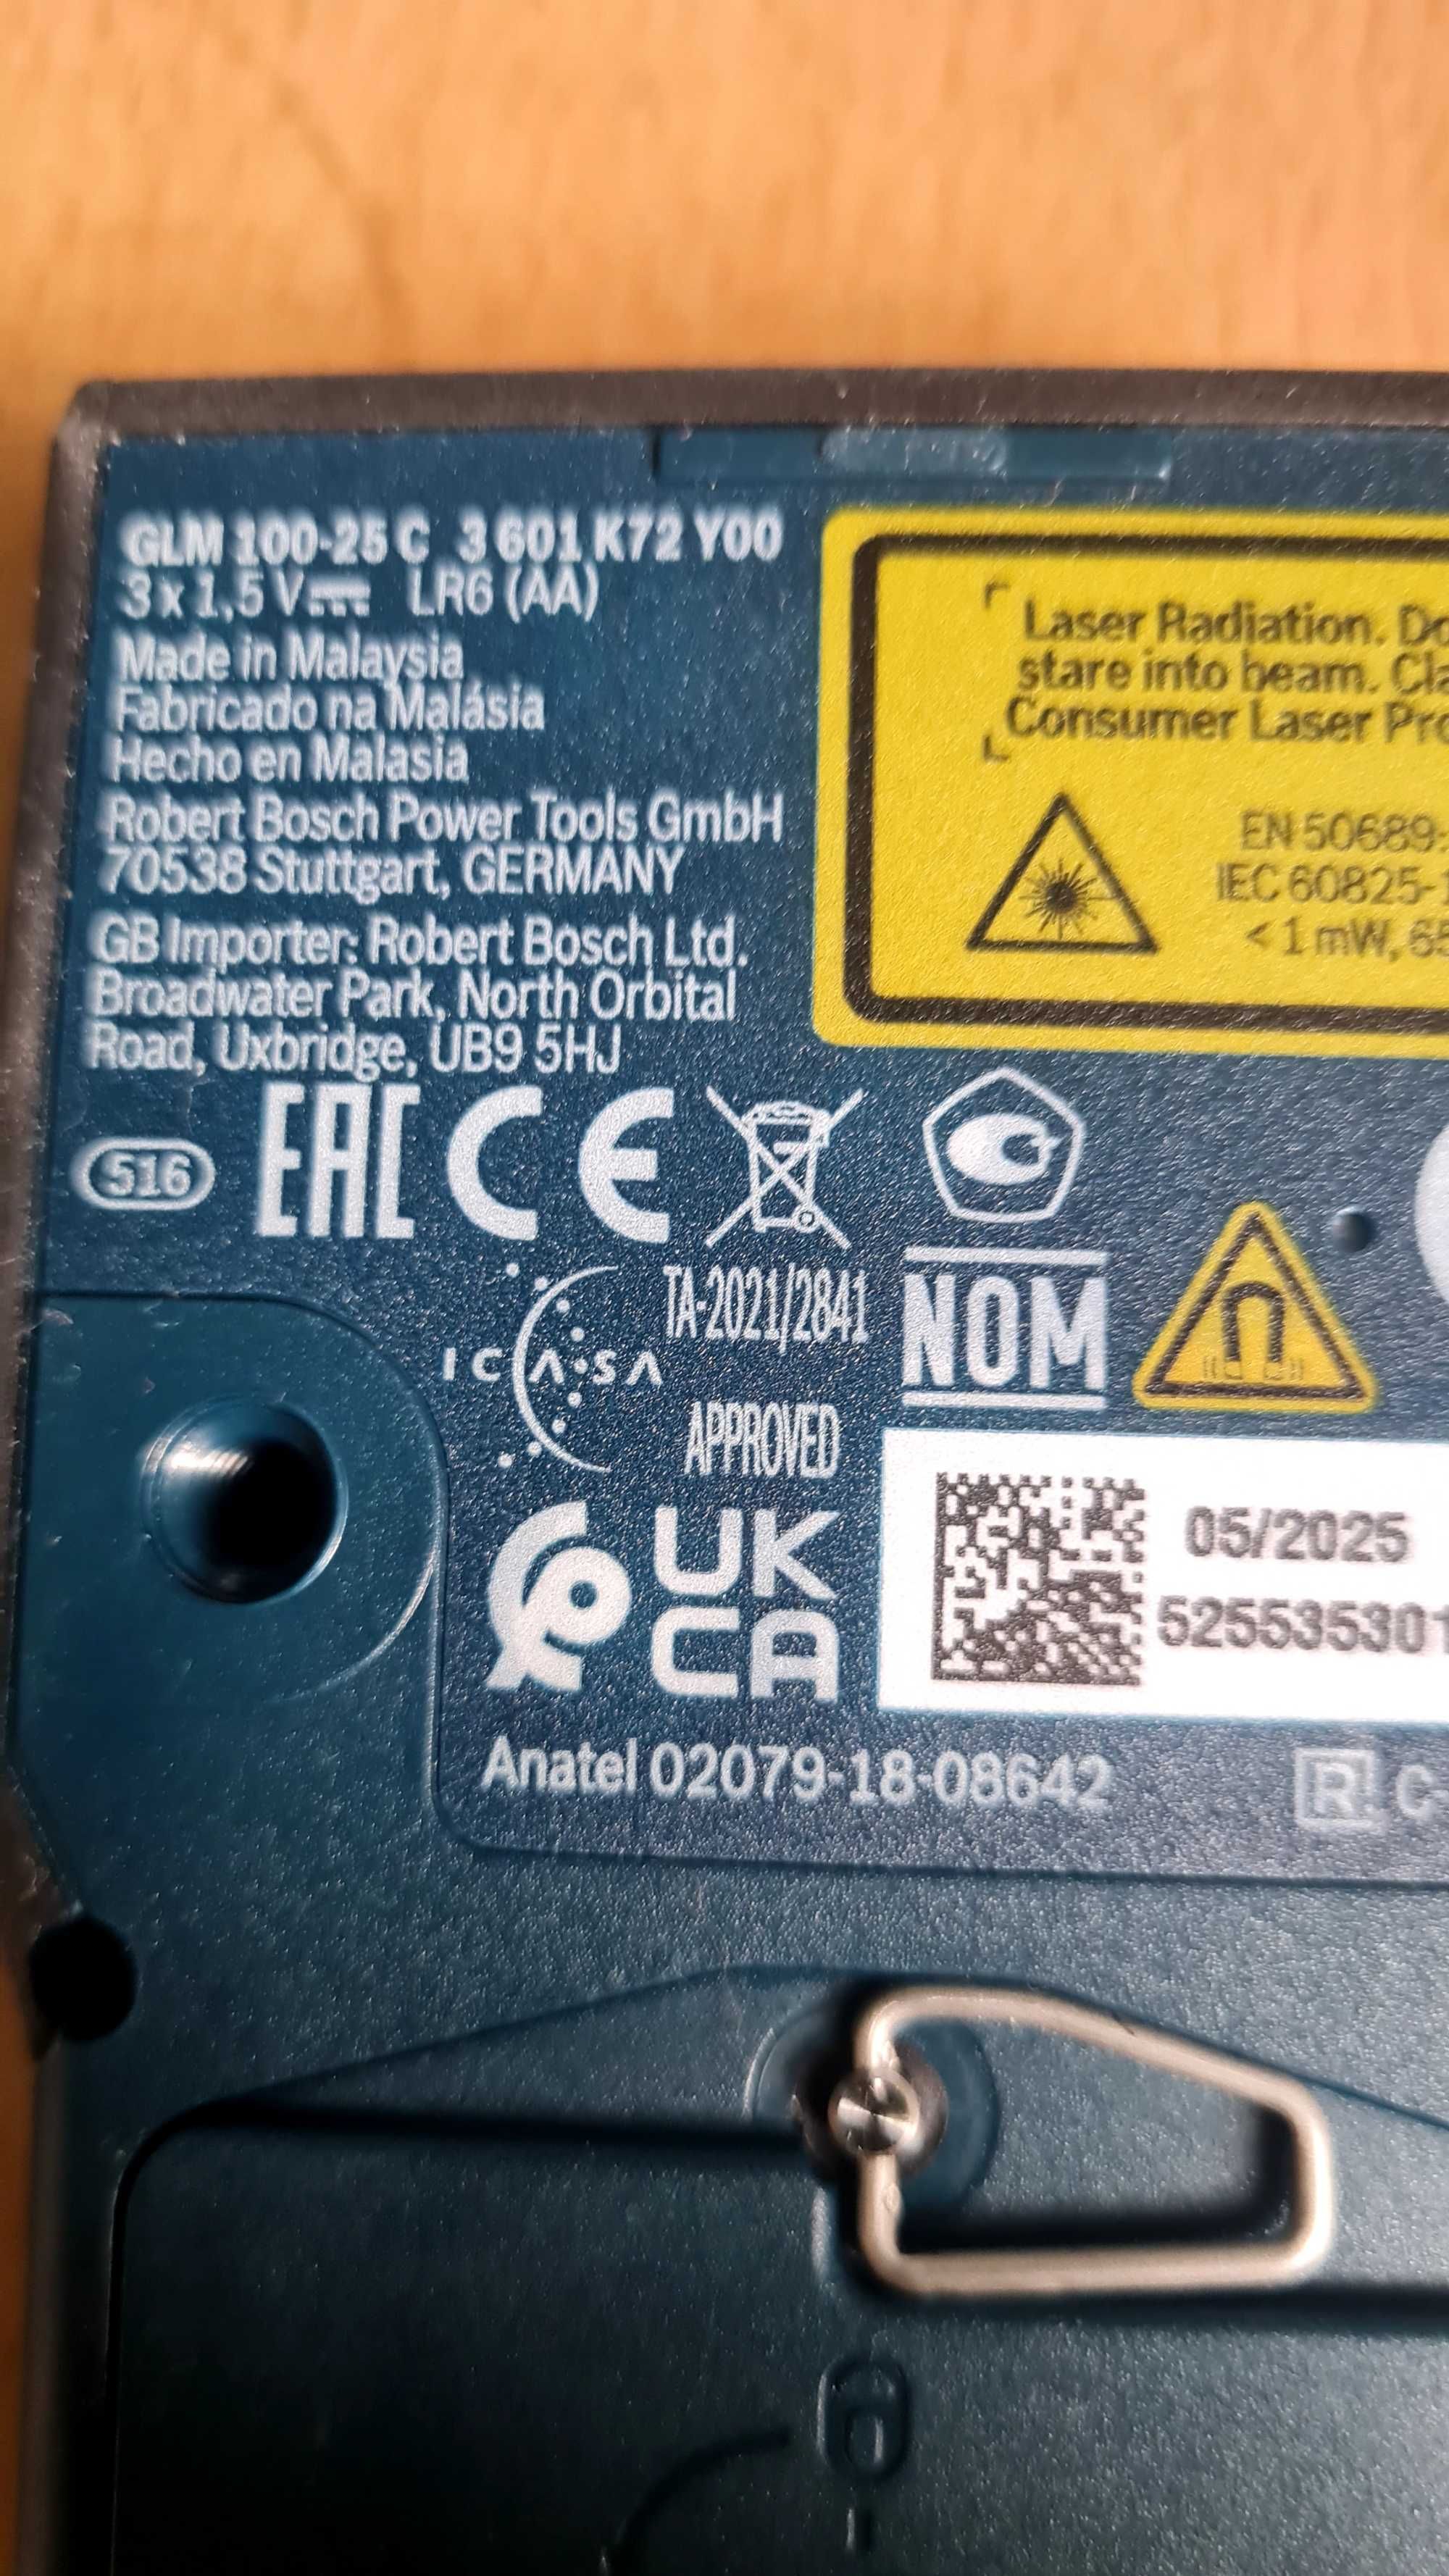 GLM 100-25 C 3 601 K72 Y00
3 x 1,5 V LR6 (AA)
Made in Malaysia
Fabricado na Malásia
Hecho en Malasia
Robert Bosch Power Tools GmbH
70538 Stuttgart, GERMANY
GB Importer: Robert Bosch Ltd.
Broadwater Park, North Orbital
Road, Uxbridge, UB9 5HJ
Laser Radiation. Do
stare into beam. Cla
Consumer Laser Pro
EN 50689:
IEC 60825-1
< 1 mW, 65
516 EAC CE
ICASA
TA-2021/2841
APPROVED
NOM
UK
CA
05/2025
525535301
Anatel 02079-18-08642
R C-